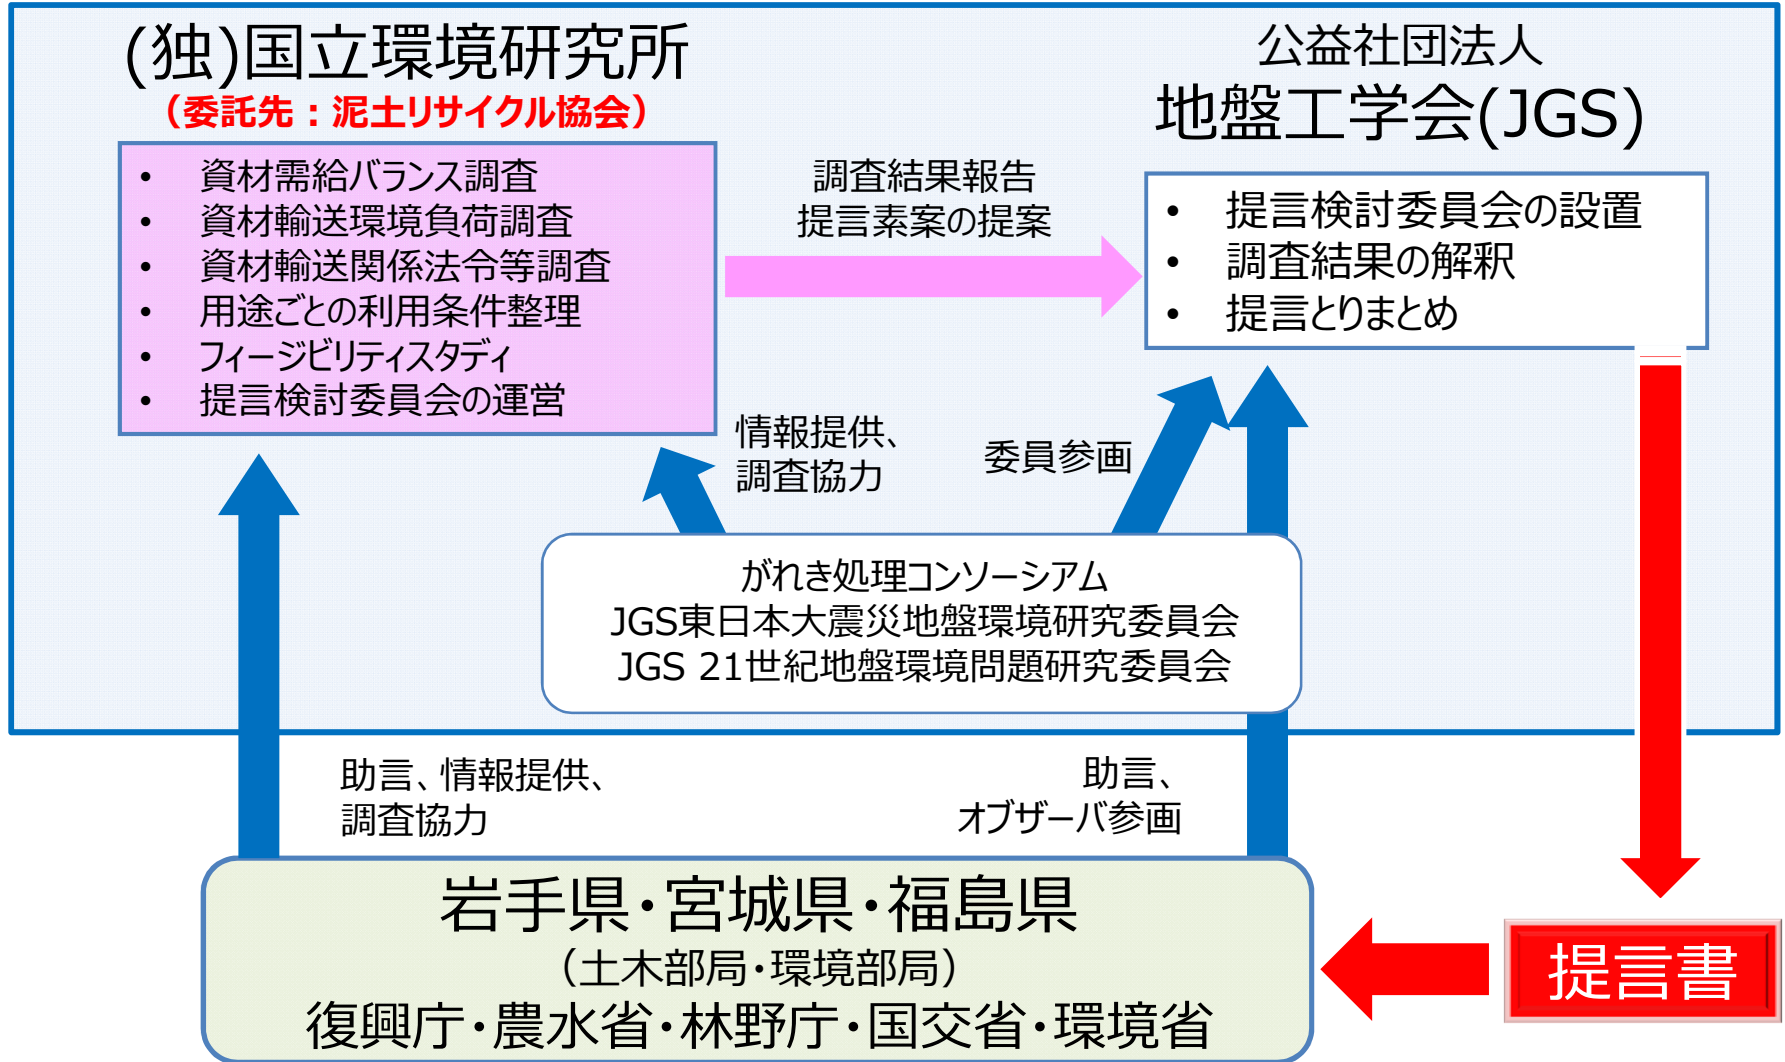 (独)国立環境研究所
（委託先：泥土リサイクル協会）
• 資材需給バランス調査
• 資材輸送環境負荷調査
• 資材輸送関係法令等調査
• 用途ごとの利用条件整理
• フィージビリティスタディ
• 提言検討委員会の運営
調査結果報告
提言素案の提案
公益社団法人
地盤工学会(JGS)
• 提言検討委員会の設置
• 調査結果の解釈
• 提言とりまとめ
情報提供、
調査協力
委員参画
がれき処理コンソーシアム
JGS東日本大震災地盤環境研究委員会
JGS 21世紀地盤環境問題研究委員会
助言、情報提供、
調査協力
助言、
オブザーバ参画
岩手県・宮城県・福島県
（土木部局・環境部局）
復興庁・農水省・林野庁・国交省・環境省
提言書